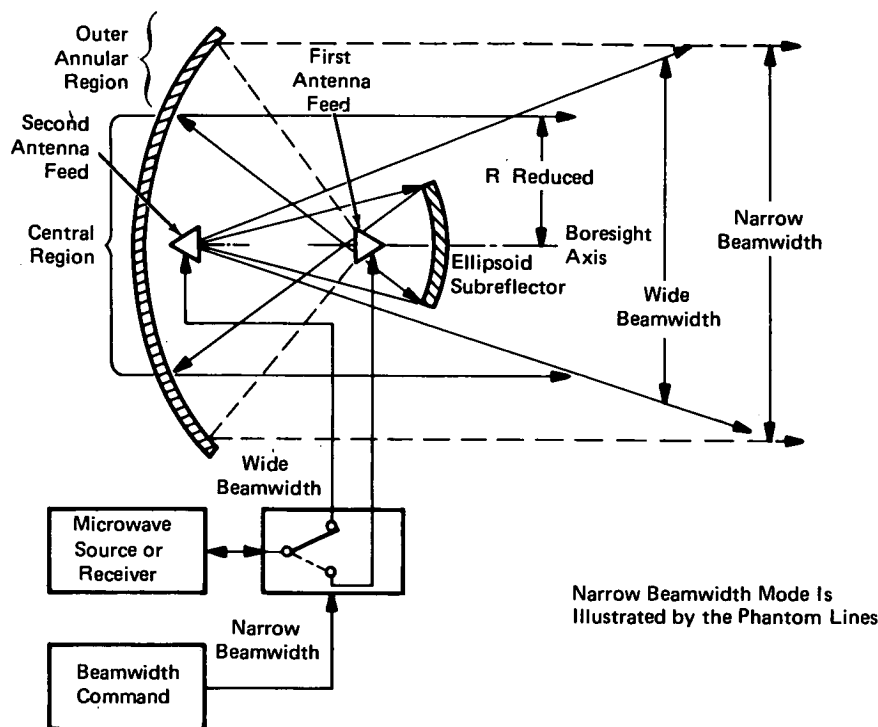 Outer
Annular
Region
First
Antenna
Feed
Second
Antenna
Feed
R Reduced
Central
Region
Boresight
Axis
Ellipsoid
Subreflector
Narrow
Beamwidth
Wide
Beamwidth
Wide
Beamwidth
Microwave
Source or
Receiver
Narrow
Beamwidth
Beamwidth
Command
Narrow Beamwidth Mode Is
Illustrated by the Phantom Lines